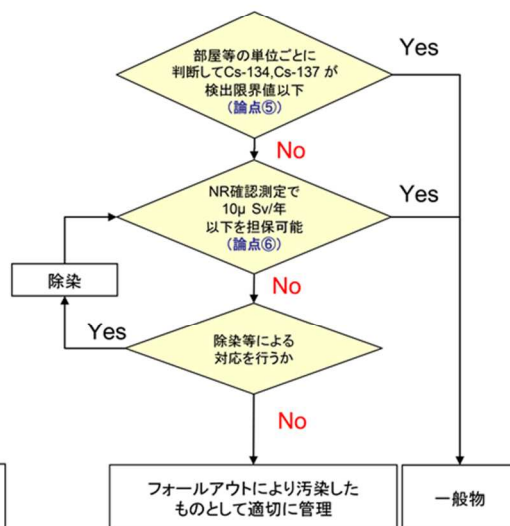 部屋等の単位ごとに
判断してCs-134,Cs-137 が
検出限界値以下
(論点⑤)
Yes
No
NR確認測定で
10μ Sv/年
以下を担保可能
(論点⑥)
Yes
除染
No
Yes
除染等による
対応を行うか
No
フォールアウトにより汚染した
ものとして適切に管理
一般物